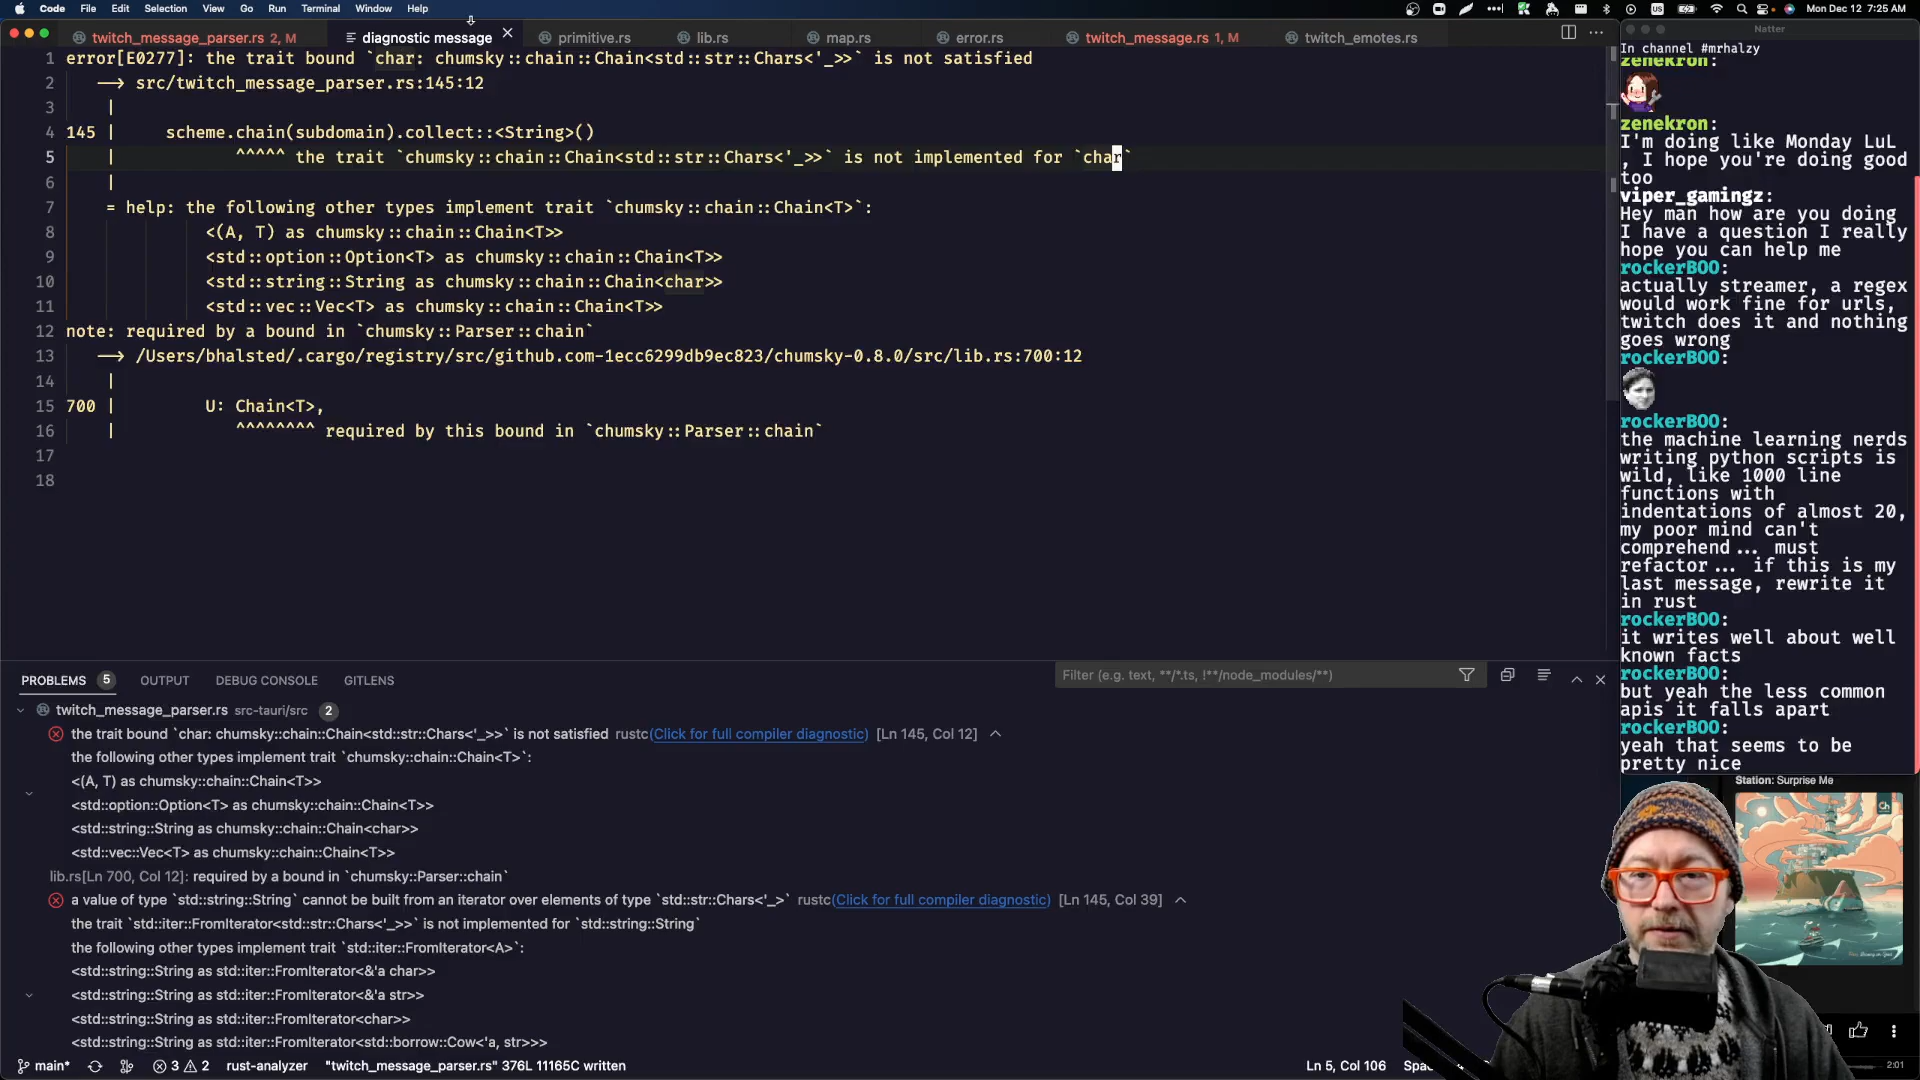 Code File Edit Selection View Go Run Terminal Window Help
Mon Dec 12 7:25 AM
twitch_message_parser.rs 2, M
diagnostic message
primitive.rs
lib.rs
map.rs
error.rs
twitch_message.rs 1, M
twitch_emotes.rs
1 error[E0277]: the trait bound `char: chumsky::chain::Chain<std::str::Chars<'_>>` is not satisfied
2 --> src/twitch_message_parser.rs:145:12
3 |
4 145 | scheme.chain(subdomain).collect::<String>()
5 | ^^^^^ the trait `chumsky::chain::Chain<std::str::Chars<'_>>` is not implemented for `char`
6 |
7 = help: the following other types implement trait `chumsky::chain::Chain<T>`:
8 <(A, T) as chumsky::chain::Chain<T>>
9 <std::option::Option<T> as chumsky::chain::Chain<T>>
10 <std::string::String as chumsky::chain::Chain<char>>
11 <std::vec::Vec<T> as chumsky::chain::Chain<T>>
12 note: required by a bound in `chumsky::Parser::chain`
13 --> /Users/bhalsted/.cargo/registry/src/github.com-1ecc6299db9ec823/chumsky-0.8.0/src/lib.rs:700:12
14 |
15 700 | U: Chain<T>,
16 | ^^^^^^^^ required by this bound in `chumsky::Parser::chain`
17
18
PROBLEMS 5 OUTPUT DEBUG CONSOLE GITLENS
Filter (e.g. text, **/*.ts, !**/node_modules/**)
twitch_message_parser.rs src-tauri/src 2
the trait bound `char: chumsky::chain::Chain<std::str::Chars<'_>>` is not satisfied rustc(Click for full compiler diagnostic) [Ln 145, Col 12]
the following other types implement trait `chumsky::chain::Chain<T>`:
<(A, T) as chumsky::chain::Chain<T>>
<std::option::Option<T> as chumsky::chain::Chain<T>>
<std::string::String as chumsky::chain::Chain<char>>
<std::vec::Vec<T> as chumsky::chain::Chain<T>>
lib.rs[Ln 700, Col 12]: required by a bound in `chumsky::Parser::chain`
a value of type `std::string::String` cannot be built from an iterator over elements of type `std::str::Chars<'_>` rustc(Click for full compiler diagnostic) [Ln 145, Col 39]
the trait `std::iter::FromIterator<std::str::Chars<'_>>` is not implemented for `std::string::String`
the following other types implement trait `std::iter::FromIterator<A>`:
<std::string::String as std::iter::FromIterator<&'a char>>
<std::string::String as std::iter::FromIterator<&'a str>>
<std::string::String as std::iter::FromIterator<char>>
<std::string::String as std::iter::FromIterator<std::borrow::Cow<'a, str>>>
main* 3 2 rust-analyzer "twitch_message_parser.rs" 376L 11165C written
Ln 5, Col 106
Natter
In channel #mrhalzy
zenekron:
zenekron:
I'm doing like Monday LuL
, I hope you're doing good
too
viper_gamingz:
Hey man how are you doing
I have a question I really
hope you can help me
rockerBOO:
actually streamer, a regex
would work fine for urls,
twitch does it and nothing
goes wrong
rockerBOO:
rockerBOO:
the machine learning nerds
writing python scripts is
wild, like 1000 line
functions with
indentations of almost 20,
my poor mind can't
comprehend... must
refactor... if this is my
last message, rewrite it
in rust
rockerBOO:
it writes well about well
known facts
rockerBOO:
but yeah the less common
apis it falls apart
rockerBOO:
yeah that seems to be
pretty nice
Station: Surprise Me
2:01